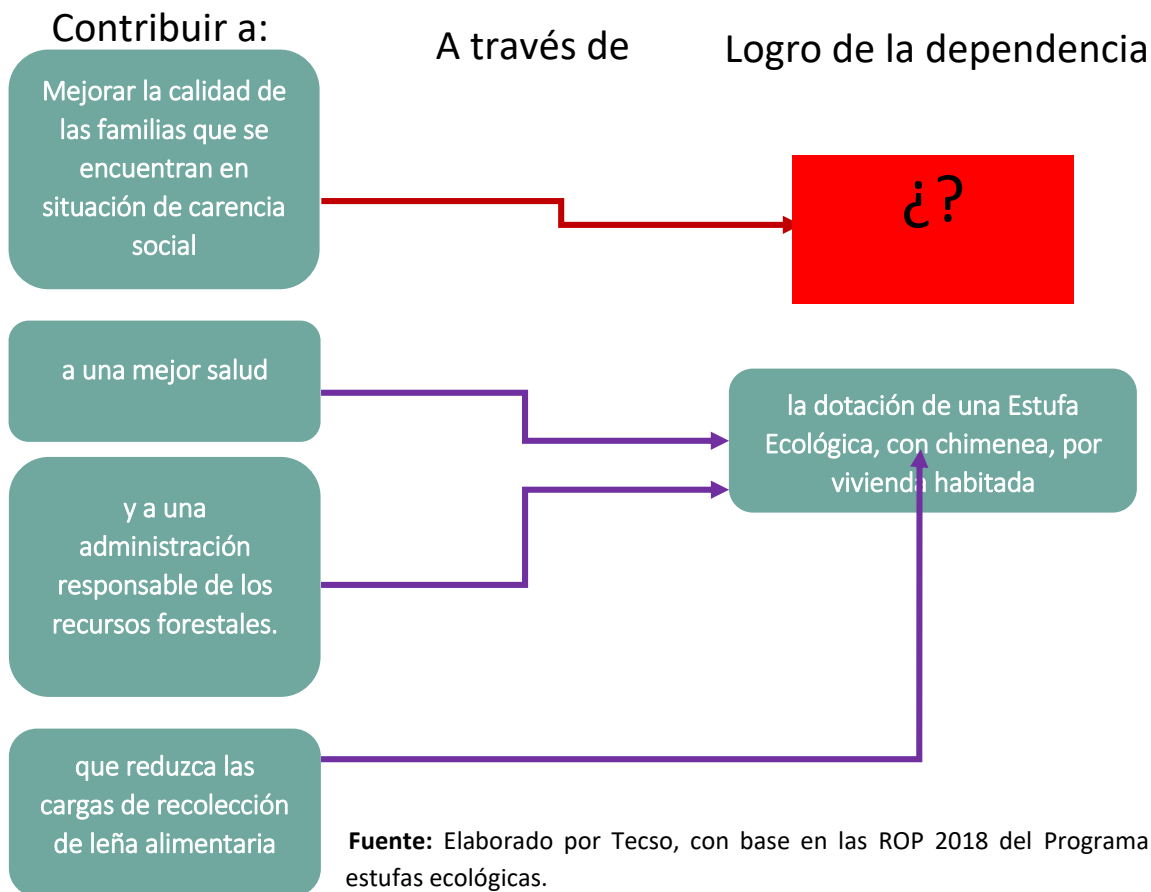 Contribuir a:
A través de
Logro de la dependencia
Mejorar la calidad de
las familias que se
encuentran en
situación de carencia
social
¿?
a una mejor salud
la dotación de una Estufa
Ecológica, con chimenea, por
vivienda habitada
y a una
administración
responsable de los
recursos forestales.
que reduzca las
cargas de recolección
de leña alimentaria
Fuente: Elaborado por Tecso, con base en las ROP 2018 del Programa
estufas ecológicas.